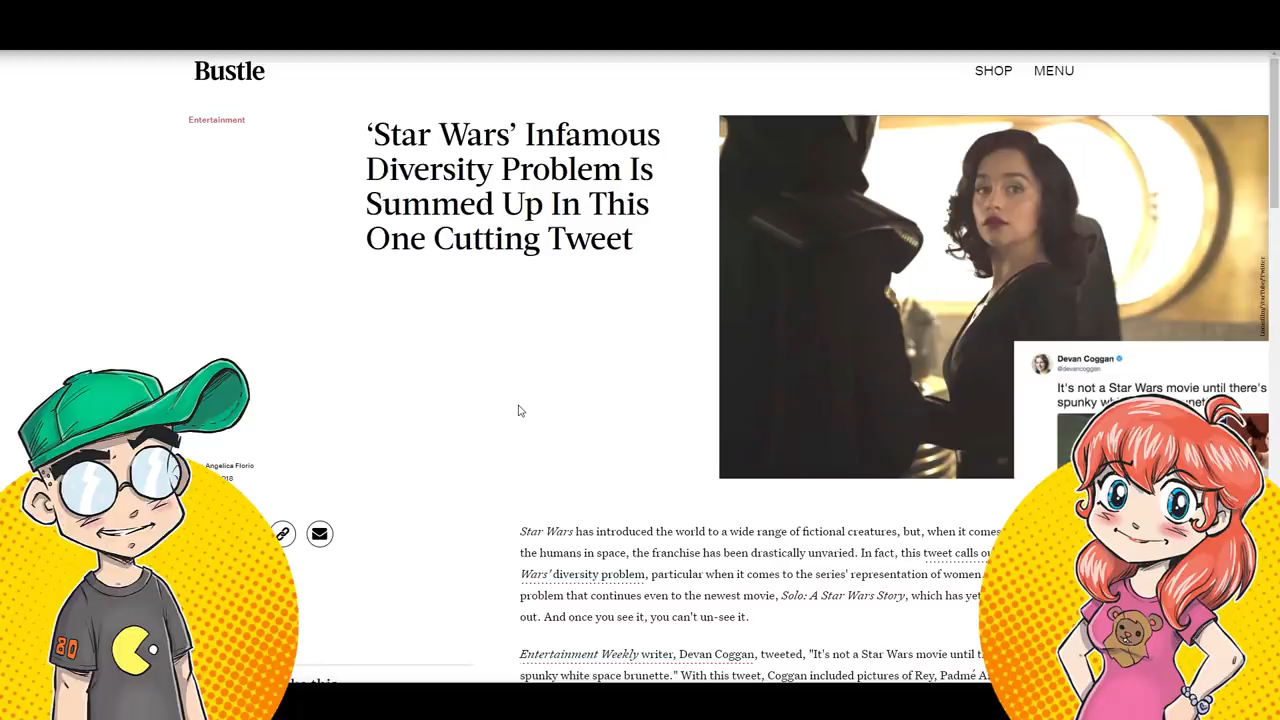 Bustle
SHOP MENU
Entertainment
‘Star Wars’ Infamous
Diversity Problem Is
Summed Up In This
One Cutting Tweet
Lucasfilm/YouTube/Twitter
Devan Coggan
@devancoggan
It's not a Star Wars movie until there's
spunky
Angelica Florio
Star Wars has introduced the world to a wide range of fictional creatures, but, when it comes
the humans in space, the franchise has been drastically unvaried. In fact, this tweet calls
Wars' diversity problem, particular when it comes to the series' representation of women
problem that continues even to the newest movie, Solo: A Star Wars Story, which has yet
out. And once you see it, you can't un-see it.
Entertainment Weekly writer, Devan Coggan, tweeted, "It's not a Star Wars movie until
spunky white space brunette." With this tweet, Coggan included pictures of Rey, Padmé
80